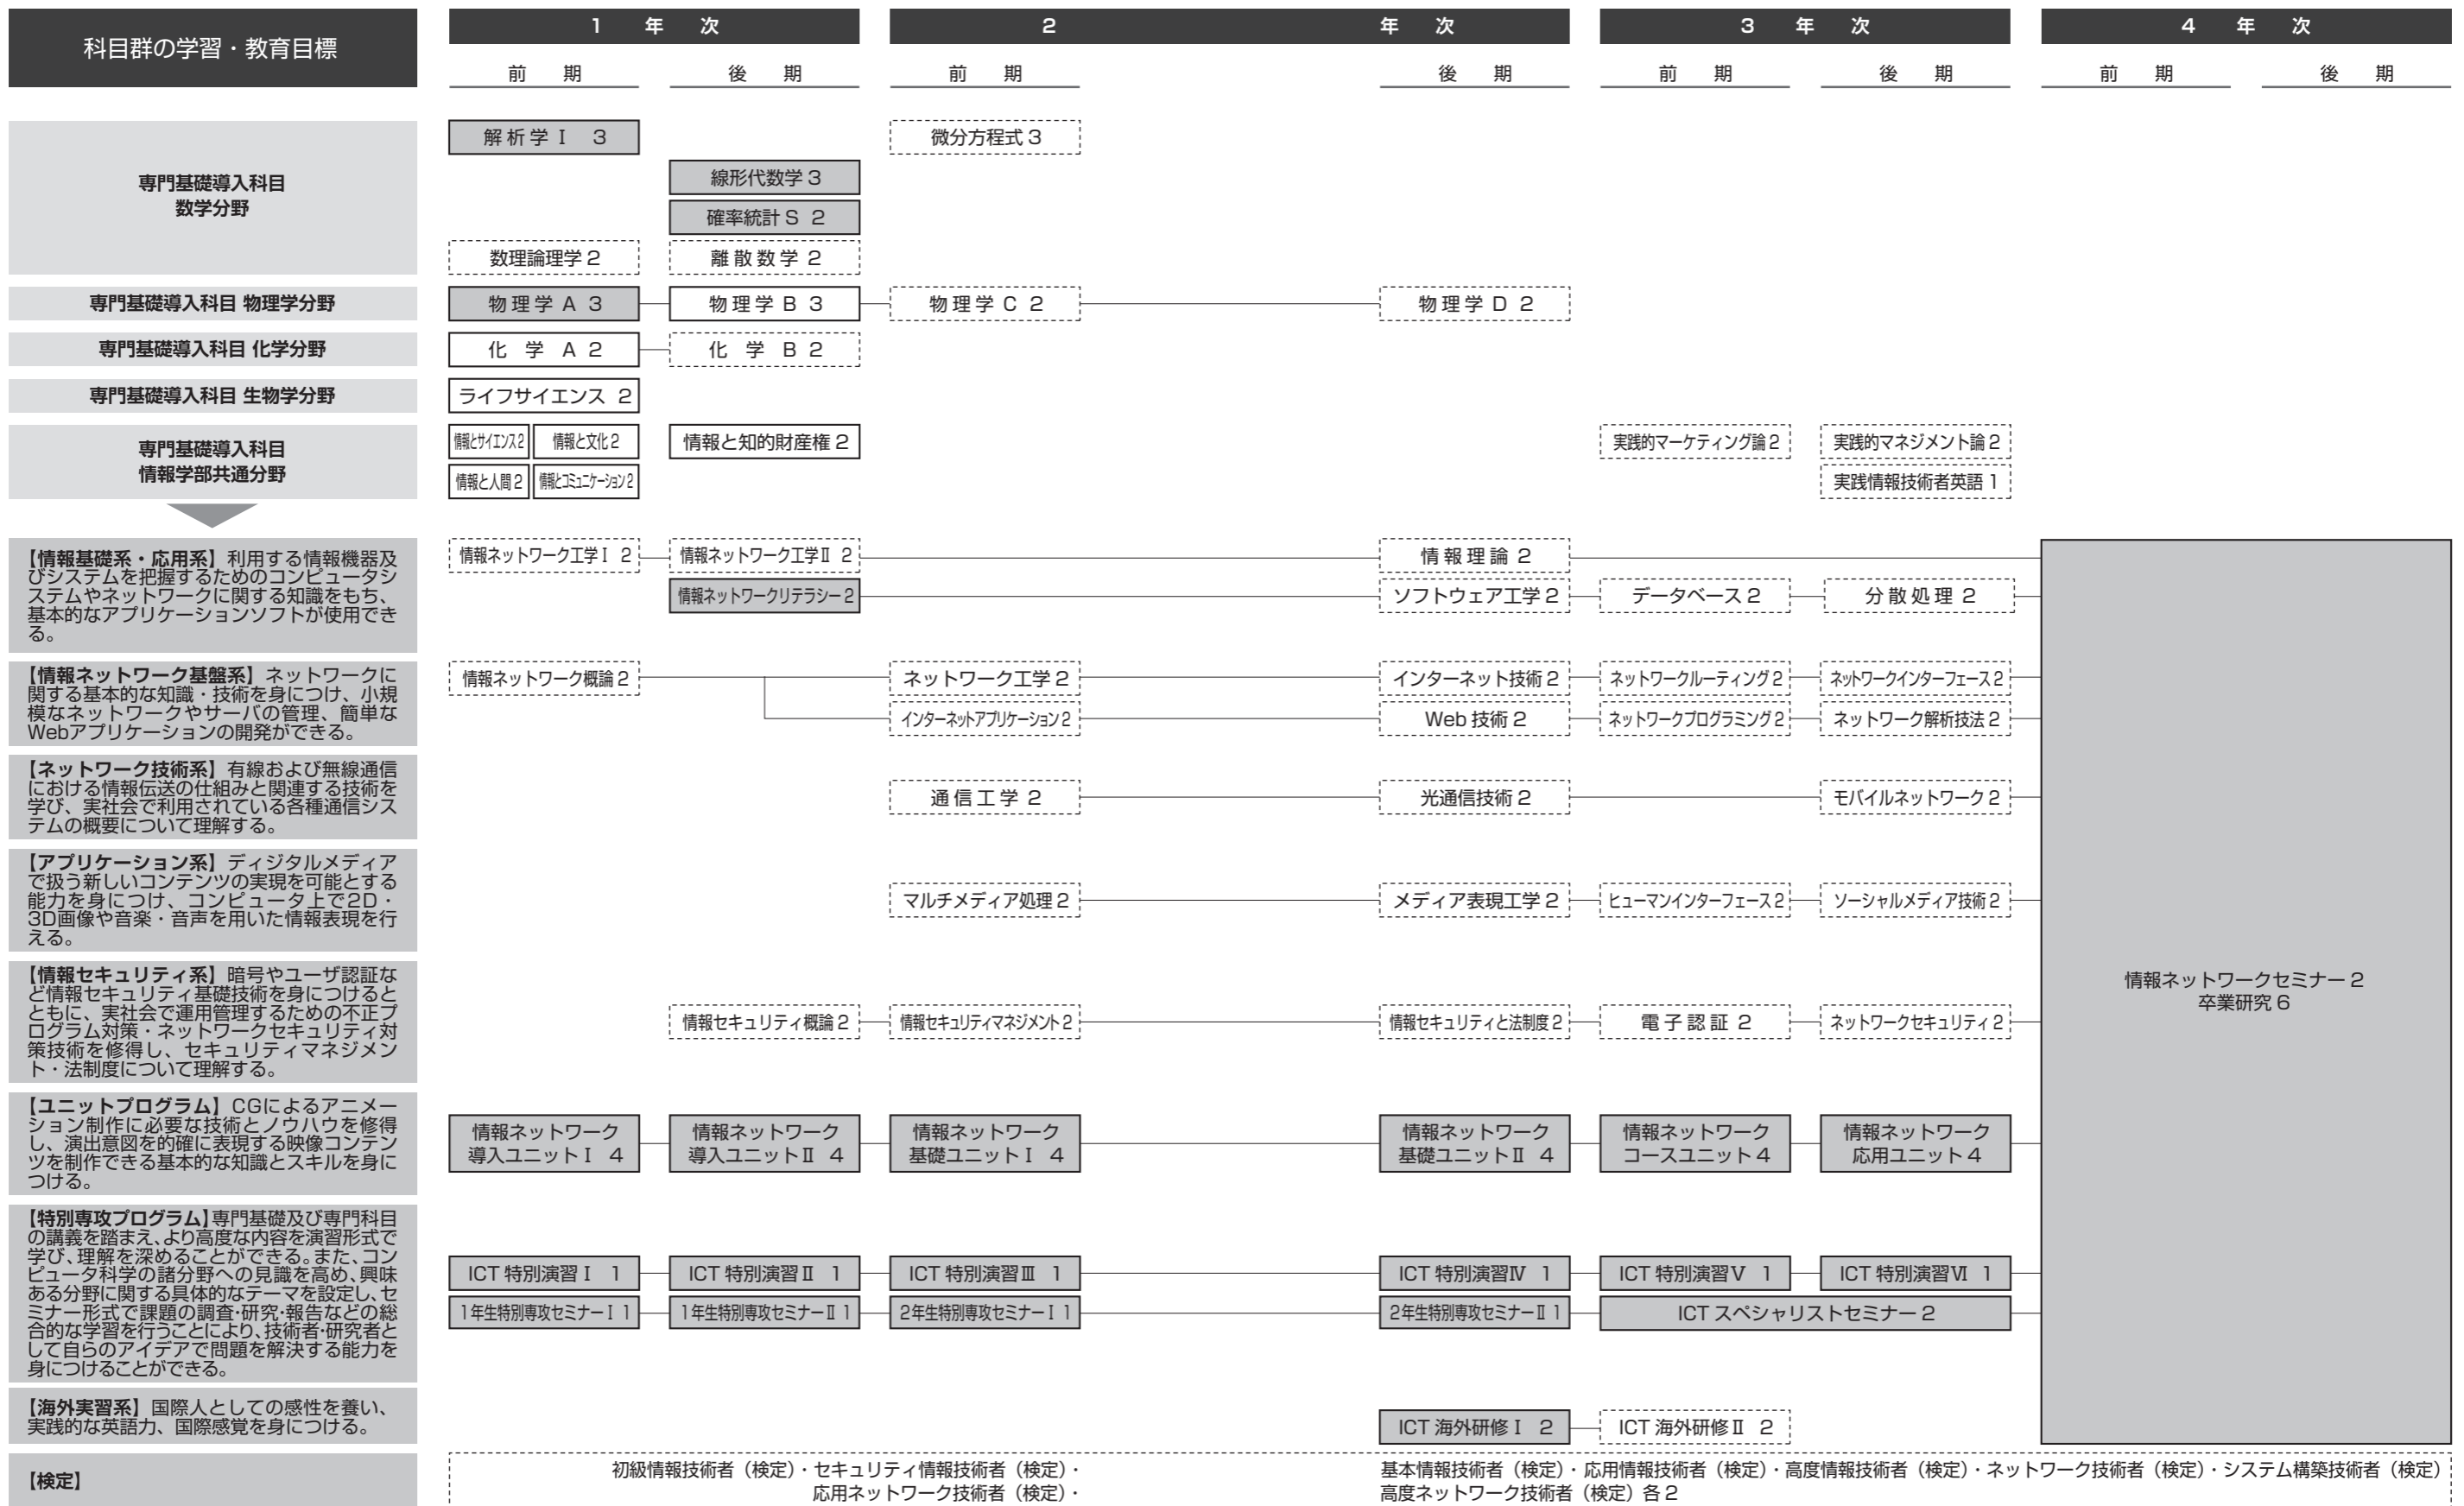 科目群の学習・教育目標
1 年 次
2 年 次
3 年 次
4 年 次
前 期
後 期
前 期
後 期
前 期
後 期
前 期
後 期
専門基礎導入科目
数学分野
解析学Ⅰ 3
微分方程式 3
線形代数学 3
確率統計S 2
数理論理学 2
離散数学 2
専門基礎導入科目 物理学分野
物理学 A 3
物理学 B 3
物理学 C 2
物理学 D 2
専門基礎導入科目 化学分野
化 学 A 2
化 学 B 2
専門基礎導入科目 生物学分野
ライフサイエンス 2
専門基礎導入科目
情報学部共通分野
情報とサイエンス 2
情報と文化 2
情報と知的財産権 2
実践的マーケティング論 2
実践的マネジメント論 2
情報と人間 2
情報とコミュニケーション 2
実践情報技術者英語 1
【情報基礎系・応用系】利用する情報機器及
びシステムを把握するためのコンピュータシ
ステムやネットワークに関する知識をもち、
基本的なアプリケーションソフトが使用でき
る。
情報ネットワーク工学Ⅰ 2
情報ネットワーク工学Ⅱ 2
情報理論 2
情報ネットワークリテラシー 2
ソフトウェア工学 2
データベース 2
分散処理 2
【情報ネットワーク基盤系】ネットワークに
関する基本的な知識・技術を身につけ、小規
模なネットワークやサーバの管理、簡単な
Webアプリケーションの開発ができる。
情報ネットワーク概論 2
ネットワーク工学 2
インターネット技術 2
ネットワークルーティング 2
ネットワークインターフェース 2
インターネットアプリケーション 2
Web 技術 2
ネットワークプログラミング 2
ネットワーク解析技法 2
【ネットワーク技術系】有線および無線通信
における情報伝送の仕組みと関連する技術を
学び、実社会で利用されている各種通信シス
テムの概要について理解する。
通信工学 2
光通信技術 2
モバイルネットワーク 2
【アプリケーション系】ディジタルメディア
で扱う新しいコンテンツの実現を可能とする
能力を身につけ、コンピュータ上で2D・
3D画像や音楽・音声を用いた情報表現を行
える。
マルチメディア処理 2
メディア表現工学 2
ヒューマンインターフェース 2
ソーシャルメディア技術 2
【情報セキュリティ系】暗号やユーザ認証な
ど情報セキュリティ基礎技術を身につけると
ともに、実社会で運用管理するための不正プ
ログラム対策・ネットワークセキュリティ対
策技術を修得し、セキュリティマネジメン
ト・法制度について理解する。
情報セキュリティ概論 2
情報セキュリティマネジメント 2
情報セキュリティと法制度 2
電子認証 2
ネットワークセキュリティ 2
情報ネットワークセミナー 2
卒業研究 6
【ユニットプログラム】CGによるアニメー
ション制作に必要な技術とノウハウを修得
し、演出意図を的確に表現する映像コンテン
ツを制作できる基本的な知識とスキルを身に
つける。
情報ネットワーク
導入ユニットⅠ 4
情報ネットワーク
導入ユニットⅡ 4
情報ネットワーク
基礎ユニットⅠ 4
情報ネットワーク
基礎ユニットⅡ 4
情報ネットワーク
コースユニット 4
情報ネットワーク
応用ユニット 4
【特別専攻プログラム】専門基礎及び専門科目
の講義を踏まえ、より高度な内容を演習形式で
学び、理解を深めることができる。また、コン
ピュータ科学の諸分野への見識を高め、興味
ある分野に関する具体的なテーマを設定し、セ
ミナー形式で課題の調査・研究・報告などの総
合的な学習を行うことにより、技術者・研究者と
して自らのアイデアで問題を解決する能力を
身につけることができる。
ICT 特別演習Ⅰ 1
ICT 特別演習Ⅱ 1
ICT 特別演習Ⅲ 1
ICT 特別演習Ⅳ 1
ICT 特別演習Ⅴ 1
ICT 特別演習Ⅵ 1
1年生特別専攻セミナーⅠ 1
1年生特別専攻セミナーⅡ 1
2年生特別専攻セミナーⅠ 1
2年生特別専攻セミナーⅡ 1
ICT スペシャリストセミナー 2
【海外実習系】国際人としての感性を養い、
実践的な英語力、国際感覚を身につける。
ICT 海外研修Ⅰ 2
ICT 海外研修Ⅱ 2
【検定】
初級情報技術者（検定）・セキュリティ情報技術者（検定）・
応用ネットワーク技術者（検定）・
基本情報技術者（検定）・応用情報技術者（検定）・高度情報技術者（検定）・ネットワーク技術者（検定）・システム構築技術者（検定）
高度ネットワーク技術者（検定）各 2